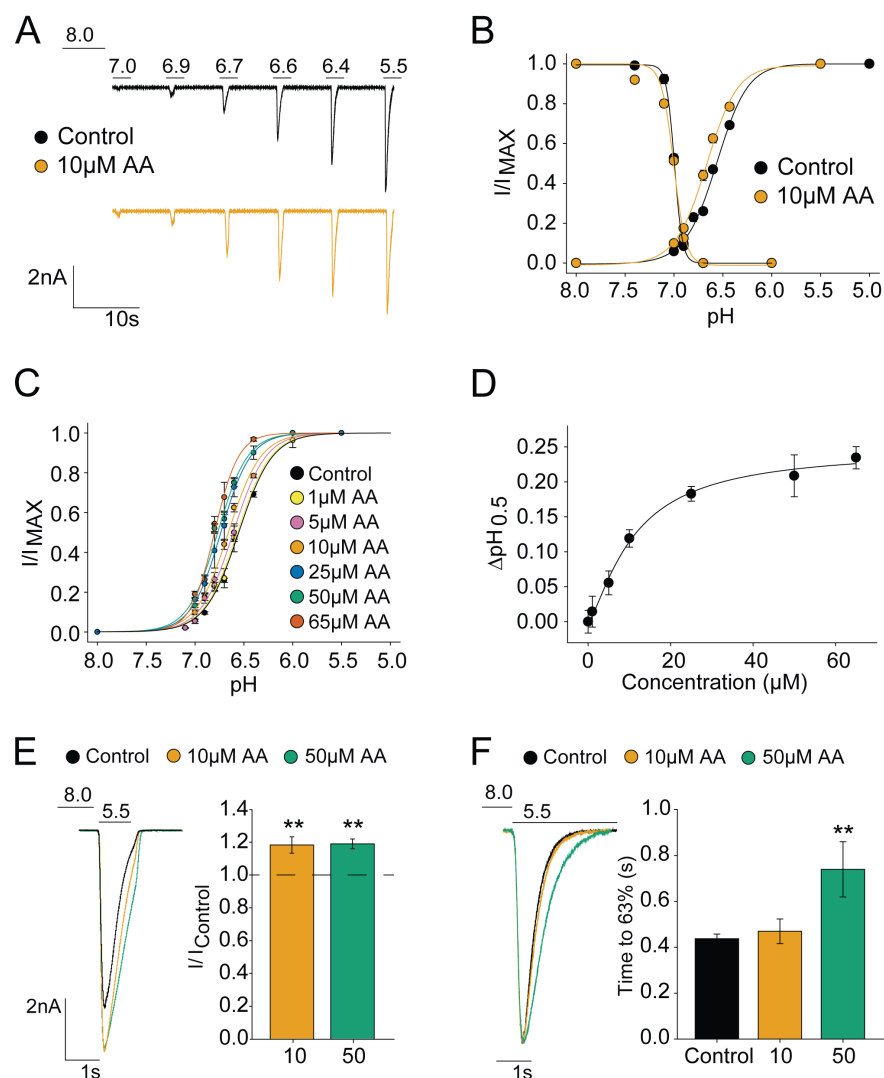 A
8.0
7.0 6.9 6.7 6.6 6.4 5.5
Control
10µM AA
2nA
10s
B
I/IMAX
1.0
0.8
0.6
0.4
0.2
0.0
Control
10µM AA
8.0 7.5 7.0 6.5 6.0 5.5 5.0
pH
C
I/IMAX
1.0
0.8
0.6
0.4
0.2
0.0
Control
1µM AA
5µM AA
10µM AA
25µM AA
50µM AA
65µM AA
8.0 7.5 7.0 6.5 6.0 5.5 5.0
pH
D
ΔpH0.5
0.25
0.20
0.15
0.10
0.05
0.00
0 20 40 60
Concentration (µM)
E
Control 10µM AA 50µM AA
8.0
5.5
2nA
1s
I/ IControl
1.4
1.2
1.0
0.8
0.6
0.4
0.2
0.0
** **
10 50
F
Control 10µM AA 50µM AA
8.0
5.5
1s
Time to 63% (s)
1.0
0.8
0.6
0.4
0.2
0.0
**
Control 10 50